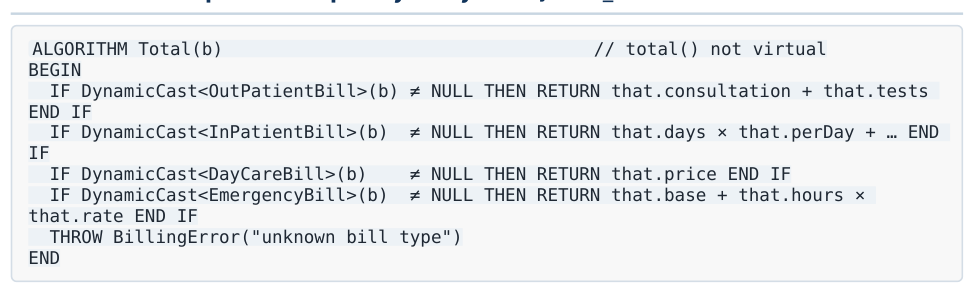 ALGORITHM Total(b)                                   // total() not virtual
BEGIN
  IF DynamicCast<OutPatientBill>(b) ≠ NULL THEN RETURN that.consultation + that.tests
END IF
  IF DynamicCast<InPatientBill>(b)  ≠ NULL THEN RETURN that.days × that.perDay + … END
IF
  IF DynamicCast<DayCareBill>(b)    ≠ NULL THEN RETURN that.price END IF
  IF DynamicCast<EmergencyBill>(b)  ≠ NULL THEN RETURN that.base + that.hours ×
that.rate END IF
  THROW BillingError("unknown bill type")
END